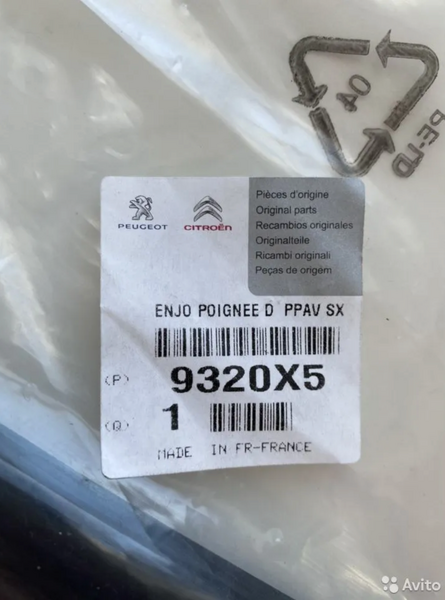 04
PE-LD
PEUGEOT
CITROËN
Pièces d'origine
Original parts
Recambios originales
Originalteile
Ricambi originali
Peças de origem
ENJO POIGNEE D PPAV SX
(P) 9320X5
(Q) 1
MADE IN FR-FRANCE
Avito